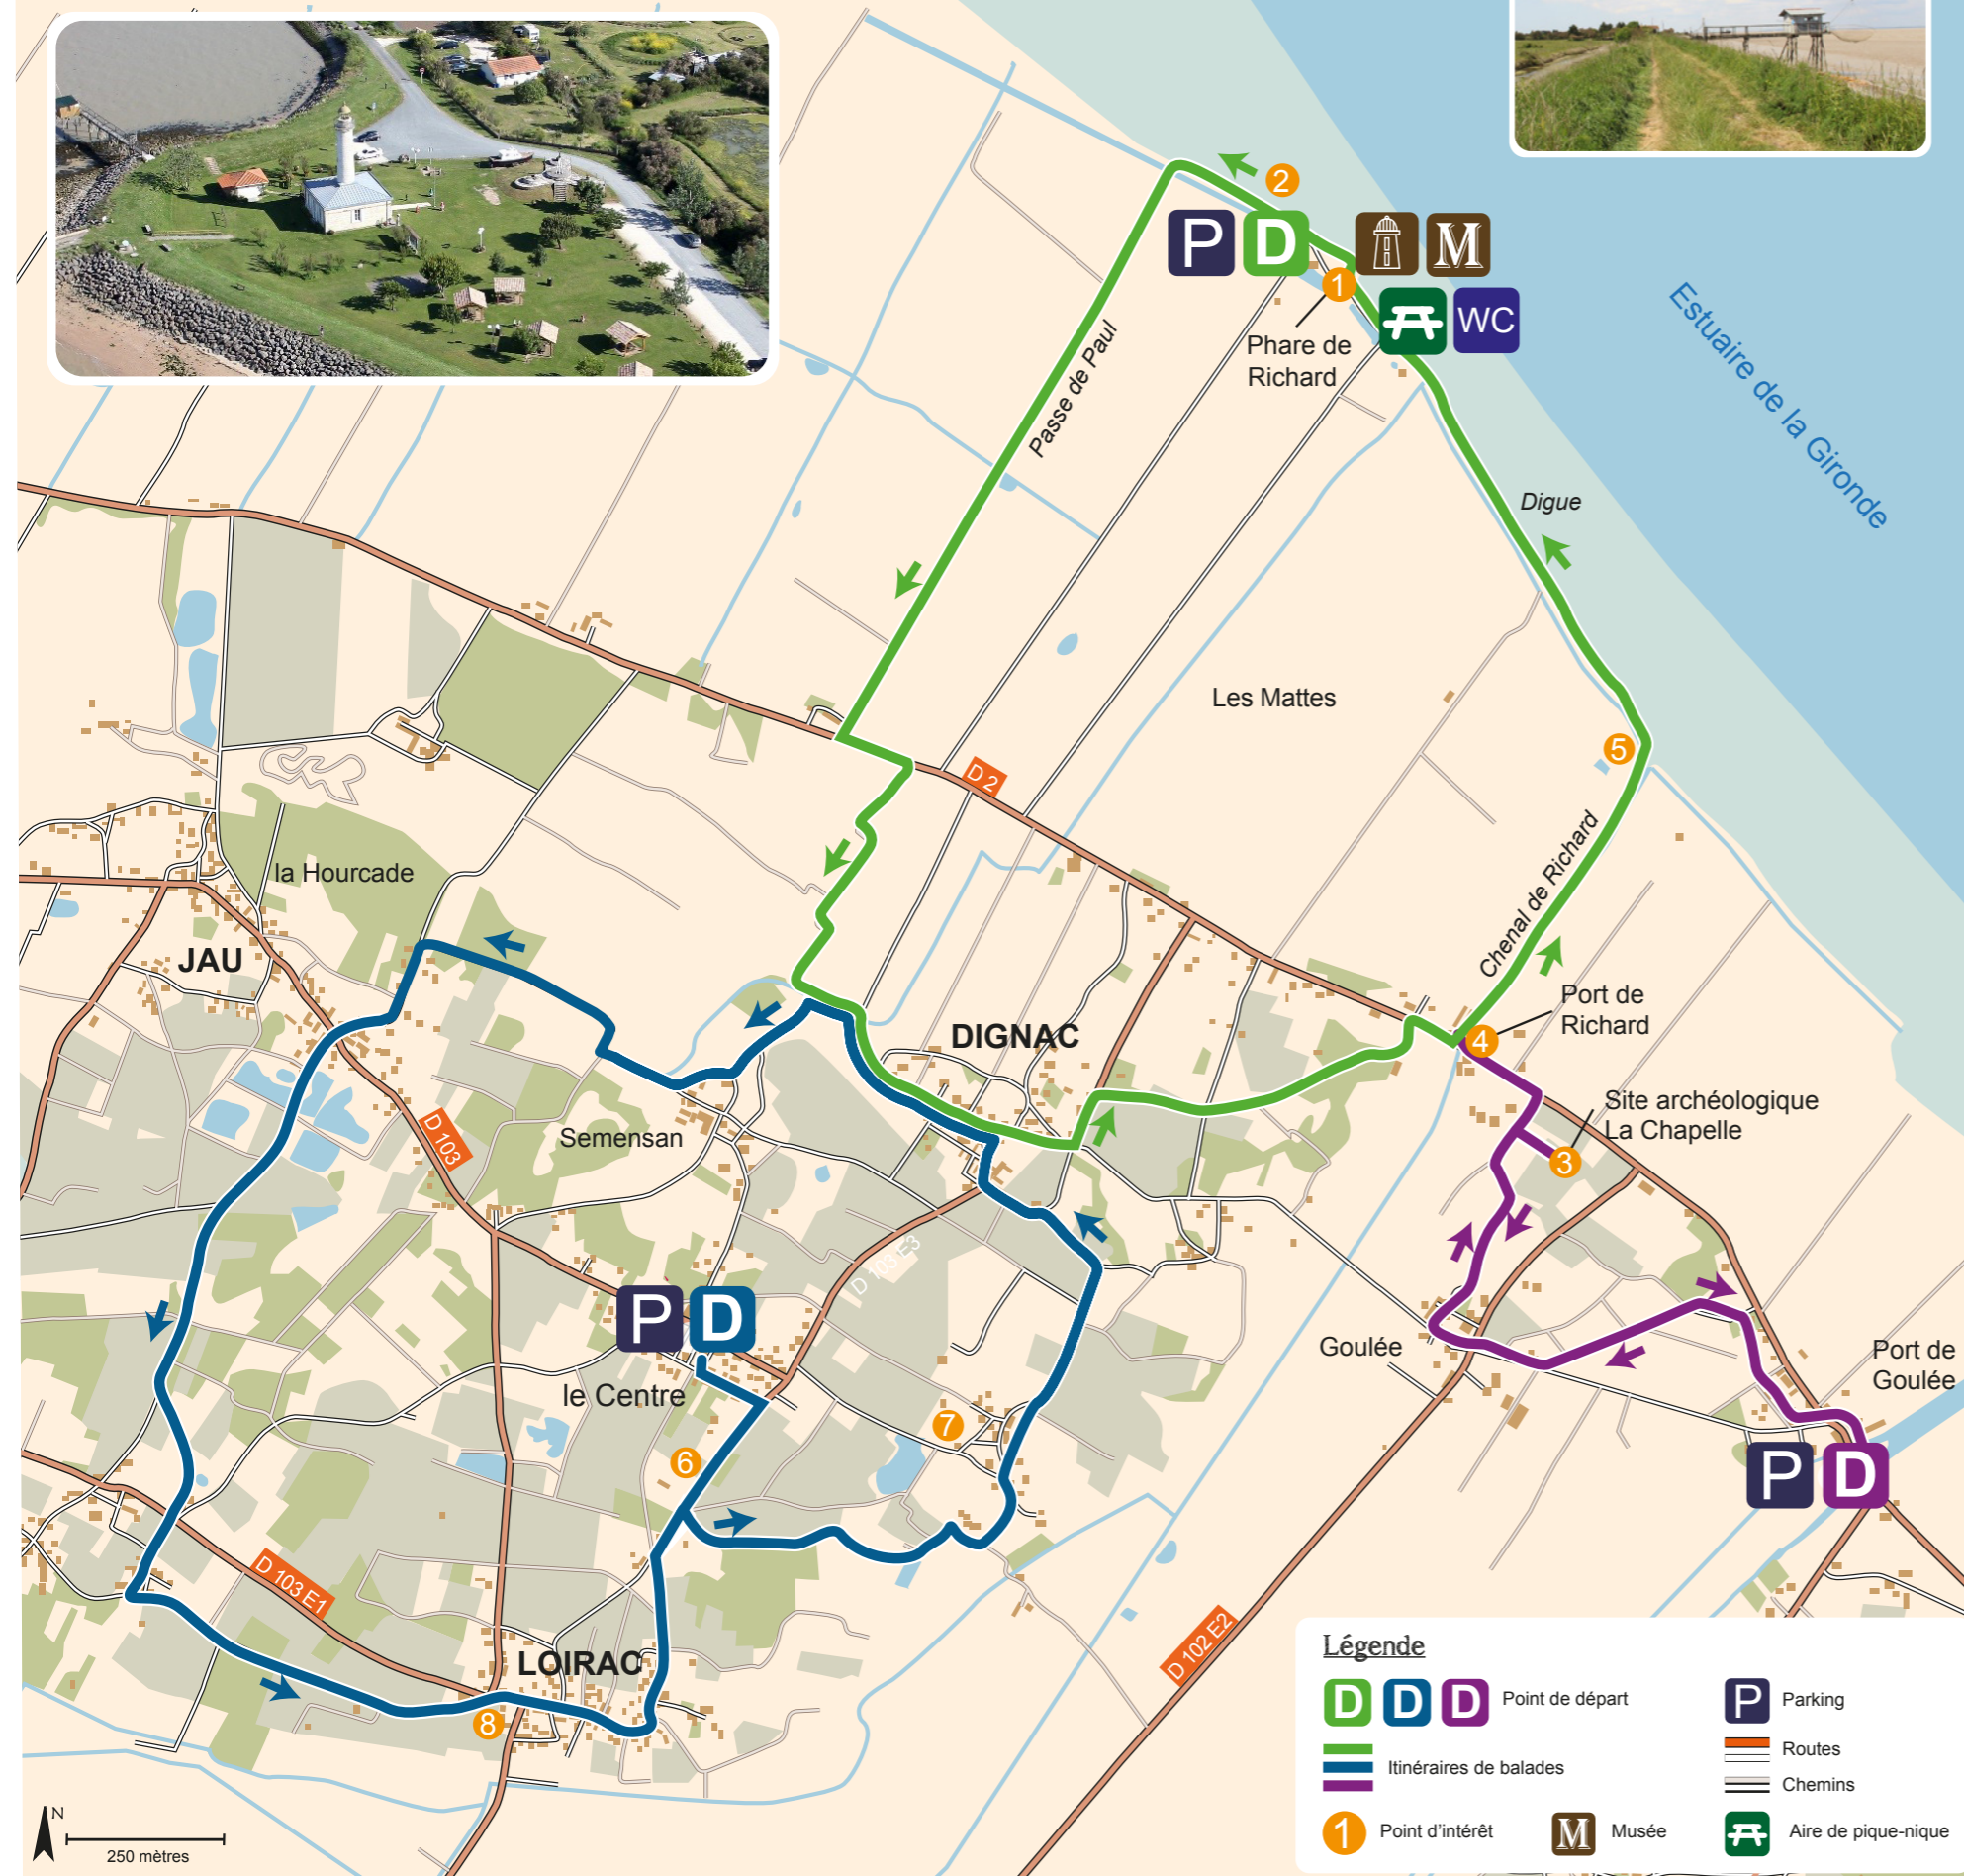 2
P
D
M
1
WC
Phare de
Richard
Passe de Paul
Estuaire de la Gironde
Digue
Les Mattes
5
D 2
Chenal de Richard
la Hourcade
JAU
DIGNAC
Port de
Richard
4
Site archéologique
La Chapelle
3
D 103
Semensan
D 103 E3
P
D
le Centre
Goulée
Port de
Goulée
7
6
P
D
D 103 E1
D 102 E2
LOIRAC
8
N
250 mètres
Légende
D D D Point de départ
P Parking
Itinéraires de balades
Routes
Chemins
1 Point d'intérêt
M Musée
Aire de pique-nique